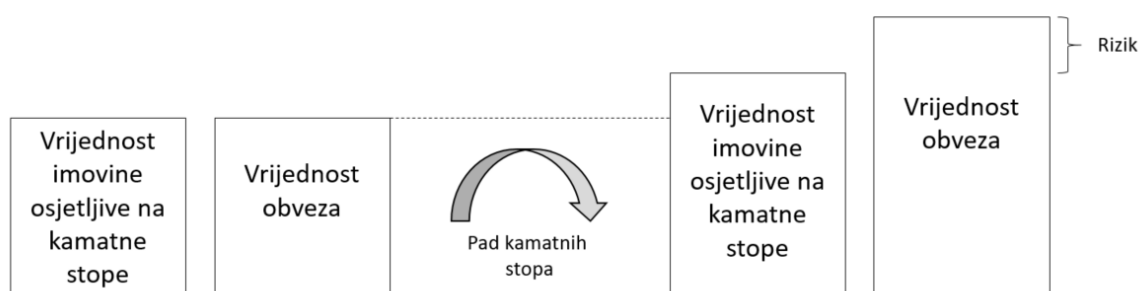 Vrijednost
imovine
osjetljive na
kamatne
stope
Vrijednost
obveza
Pad kamatnih
stopa
Vrijednost
imovine
osjetljive na
kamatne
stope
Vrijednost
obveza
Rizik